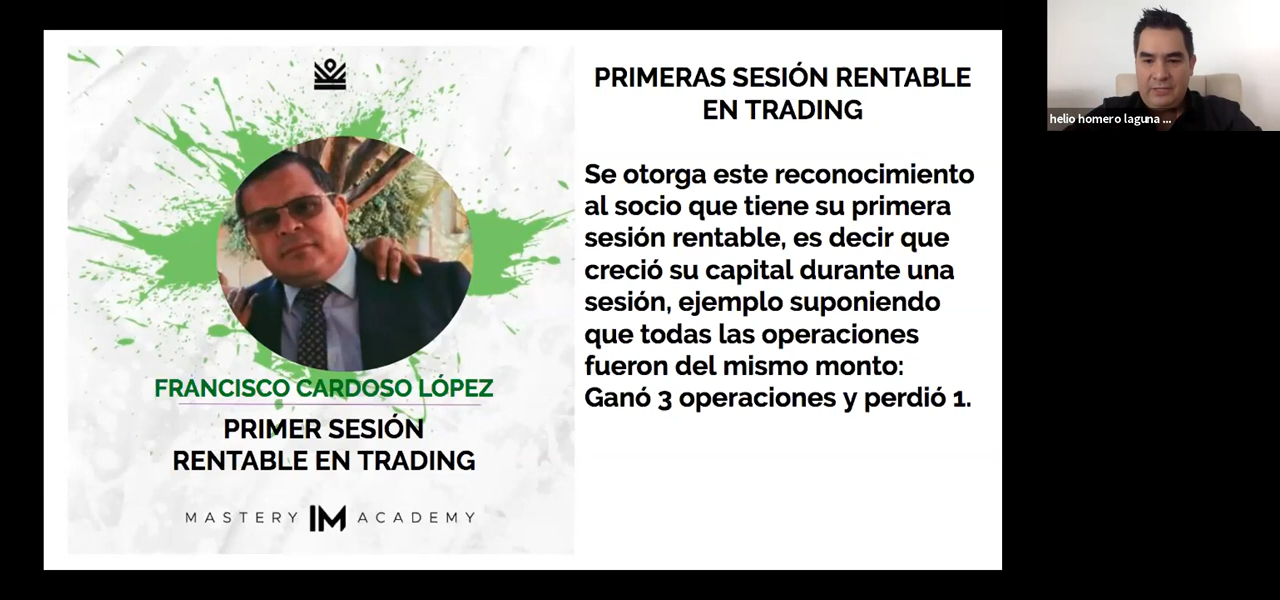 FRANCISCO CARDOSO LÓPEZ
PRIMER SESIÓN
RENTABLE EN TRADING
MASTERY IM ACADEMY
PRIMERAS SESIÓN RENTABLE
EN TRADING
Se otorga este reconocimiento
al socio que tiene su primera
sesión rentable, es decir que
creció su capital durante una
sesión, ejemplo suponiendo
que todas las operaciones
fueron del mismo monto:
Ganó 3 operaciones y perdió 1.
helio homero laguna ...